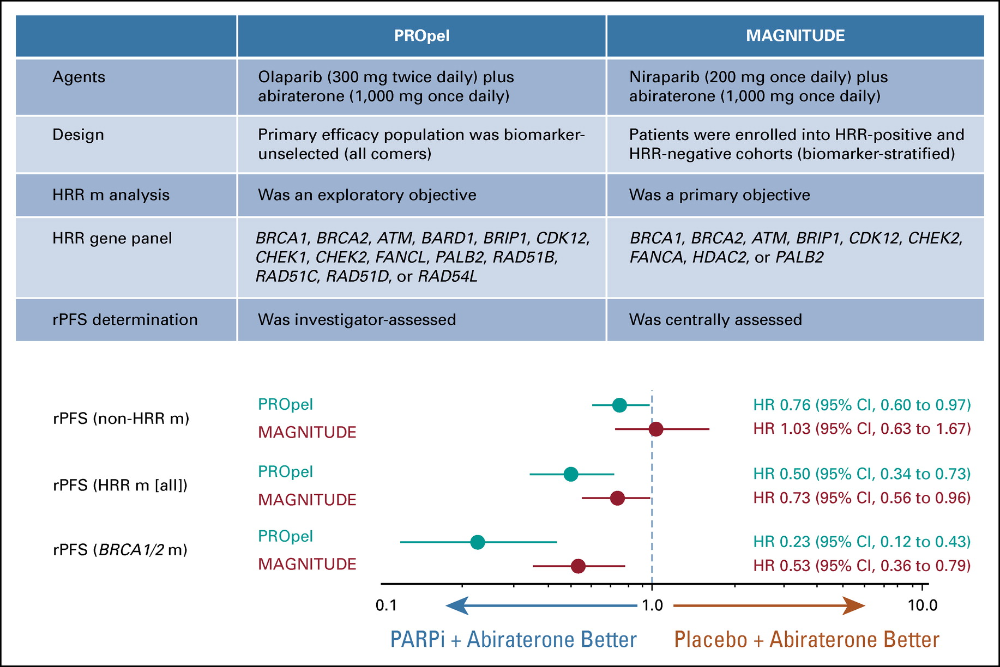 PROpel
MAGNITUDE
Agents
Olaparib (300 mg twice daily) plus
abiraterone (1,000 mg once daily)
Niraparib (200 mg once daily) plus
abiraterone (1,000 mg once daily)
Design
Primary efficacy population was biomarker-
unselected (all comers)
Patients were enrolled into HRR-positive and
HRR-negative cohorts (biomarker-stratified)
HRR m analysis
Was an exploratory objective
Was a primary objective
HRR gene panel
BRCA1, BRCA2, ATM, BARD1, BRIP1, CDK12,
CHEK1, CHEK2, FANCL, PALB2, RAD51B,
RAD51C, RAD51D, or RAD54L
BRCA1, BRCA2, ATM, BRIP1, CDK12, CHEK2,
FANCA, HDAC2, or PALB2
rPFS determination
Was investigator-assessed
Was centrally assessed
rPFS (non-HRR m)
PROpel
HR 0.76 (95% CI, 0.60 to 0.97)
MAGNITUDE
HR 1.03 (95% CI, 0.63 to 1.67)
rPFS (HRR m [all])
PROpel
HR 0.50 (95% CI, 0.34 to 0.73)
MAGNITUDE
HR 0.73 (95% CI, 0.56 to 0.96)
rPFS (BRCA1/2 m)
PROpel
HR 0.23 (95% CI, 0.12 to 0.43)
MAGNITUDE
HR 0.53 (95% CI, 0.36 to 0.79)
0.1
1.0
10.0
PARPi + Abiraterone Better
Placebo + Abiraterone Better